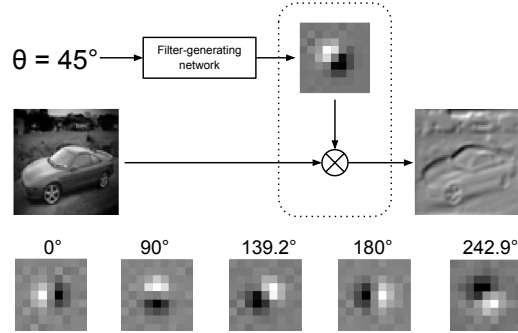 θ = 45°
Filter-generating
network
0°
90°
139.2°
180°
242.9°